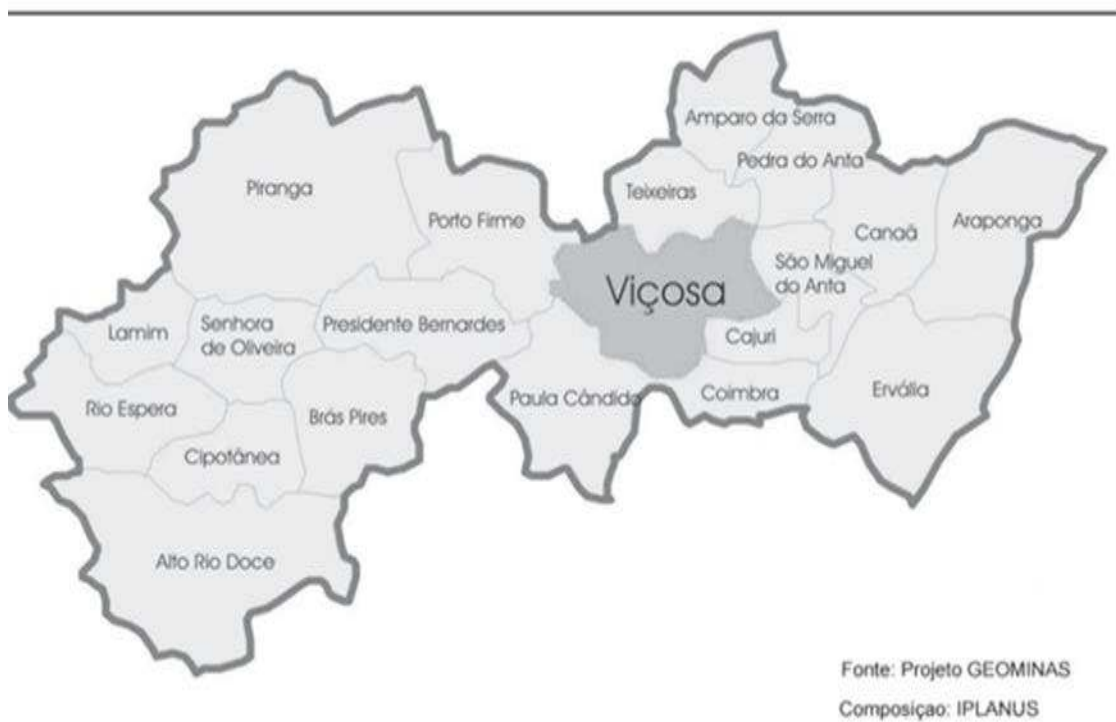 Amparo da Serra
Pedra do Anta
Piranga
Teixeiras
Porto Firme
Canaã
Araponga
São Miguel
do Anta
Viçosa
Lamim
Senhora
de Oliveira
Presidente Bernardes
Cajuri
Rio Espera
Brás Pires
Paula Cândido
Coimbra
Ervália
Cipotânea
Alto Rio Doce
Fonte: Projeto GEOMINAS
Composiçao: IPLANUS